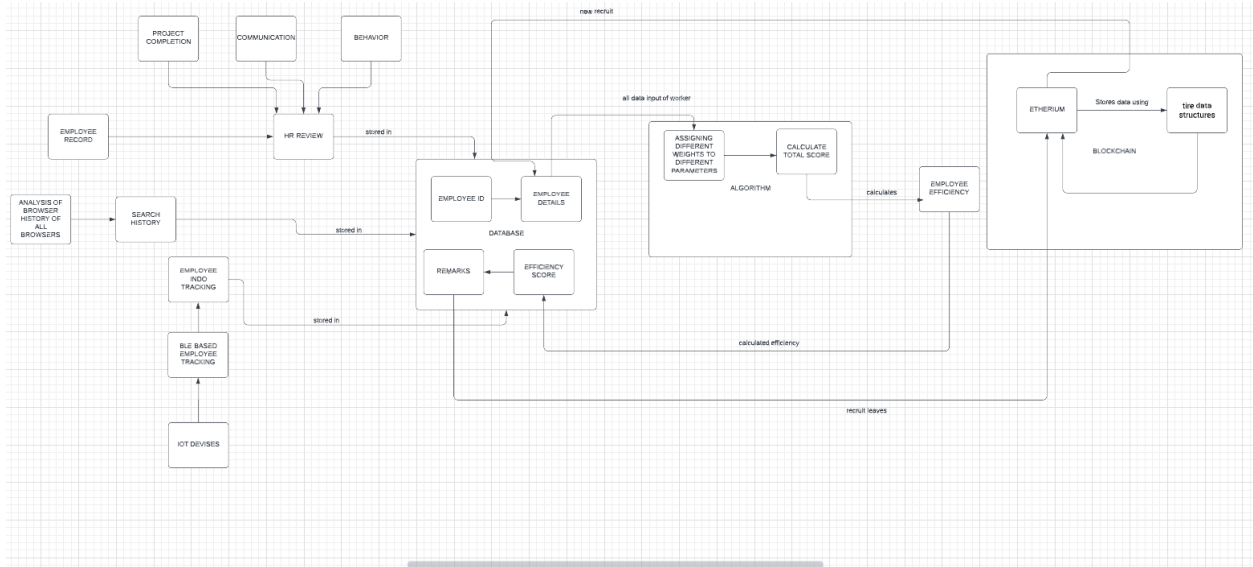 new recruit
PROJECT
COMPLETION
COMMUNICATION
BEHAVIOR
all data input of worker
EMPLOYEE
RECORD
HR REVIEW
stored in
ASSIGNING
DIFFERENT
WEIGHTS TO
DIFFERENT
PARAMETERS
CALCULATE
TOTAL SCORE
ALGORITHM
ETHERIUM
Stores data using
tire data
structures
BLOCKCHAIN
ANALYSIS OF
BROWSER
HISTORY OF
ALL
BROWSERS
SEARCH
HISTORY
stored in
EMPLOYEE ID
EMPLOYEE
DETAILS
DATABASE
calculates
EMPLOYEE
EFFICIENCY
EMPLOYEE
INDO
TRACKING
REMARKS
EFFICIENCY
SCORE
stored in
BLE BASED
EMPLOYEE
TRACKING
calculated efficiency
recruit leaves
IOT DEVISES